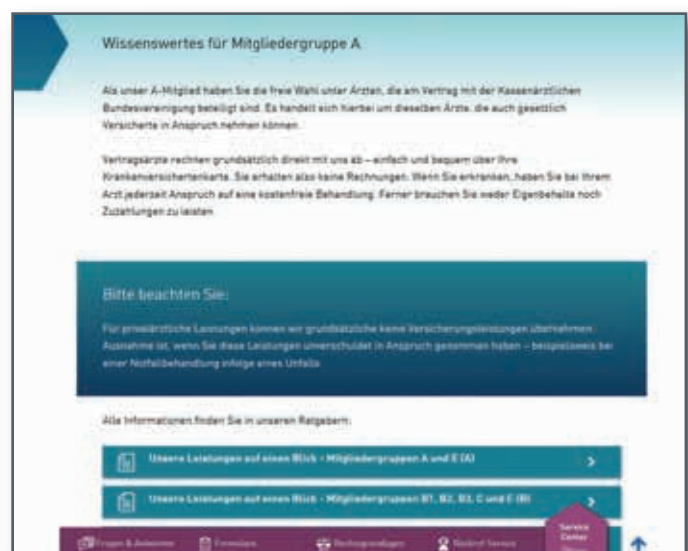 Wissenswertes für Mitgliedergruppe A
Als unser A-Mitglied haben Sie die freie Wahl unter Ärzten, die am Vertrag mit der Kassenärztlichen
Bundesvereinigung beteiligt sind. Es handelt sich hierbei um dieselben Ärzte, die auch gesetzlich
Versicherte in Anspruch nehmen können.
Vertragsärzte rechnen grundsätzlich direkt mit uns ab – einfach und bequem über Ihre
Krankenversichertenkarte. Sie erhalten also keine Rechnungen. Wenn Sie erkranken, haben Sie bei Ihrem
Arzt jederzeit Anspruch auf eine kostenfreie Behandlung. Ferner brauchen Sie weder Eigenbehalte noch
Zuzahlungen zu leisten.
Bitte beachten Sie:
Für privatärztliche Leistungen können wir grundsätzliche keine Versicherungsleistungen übernehmen.
Ausnahme ist, wenn Sie diese Leistungen unverschuldet in Anspruch genommen haben – beispielsweis bei
einer Notfallbehandlung infolge eines Unfalls.
Alle Informationen finden Sie in unseren Ratgebern:
Unsere Leistungen auf einen Blick - Mitgliedergruppen A und E (A)
Unsere Leistungen auf einen Blick - Mitgliedergruppen B1, B2, B3, C und E (B)
Fragen & Antworten Formulare Rechtsgrundlagen Rückruf Service Service
Center